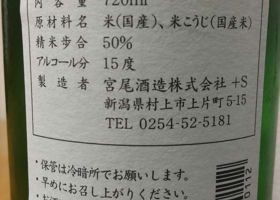 内容量 720ml
原材料名 米(国産)、米こうじ(国産米)
精米歩合 50%
アルコール分 15度
製造者 宮尾酒造株式会社 +S
新潟県村上市上片町5-15
TEL 0254-52-5181
・保管は冷暗所でお願いします。
・早めにお召し上がりください。